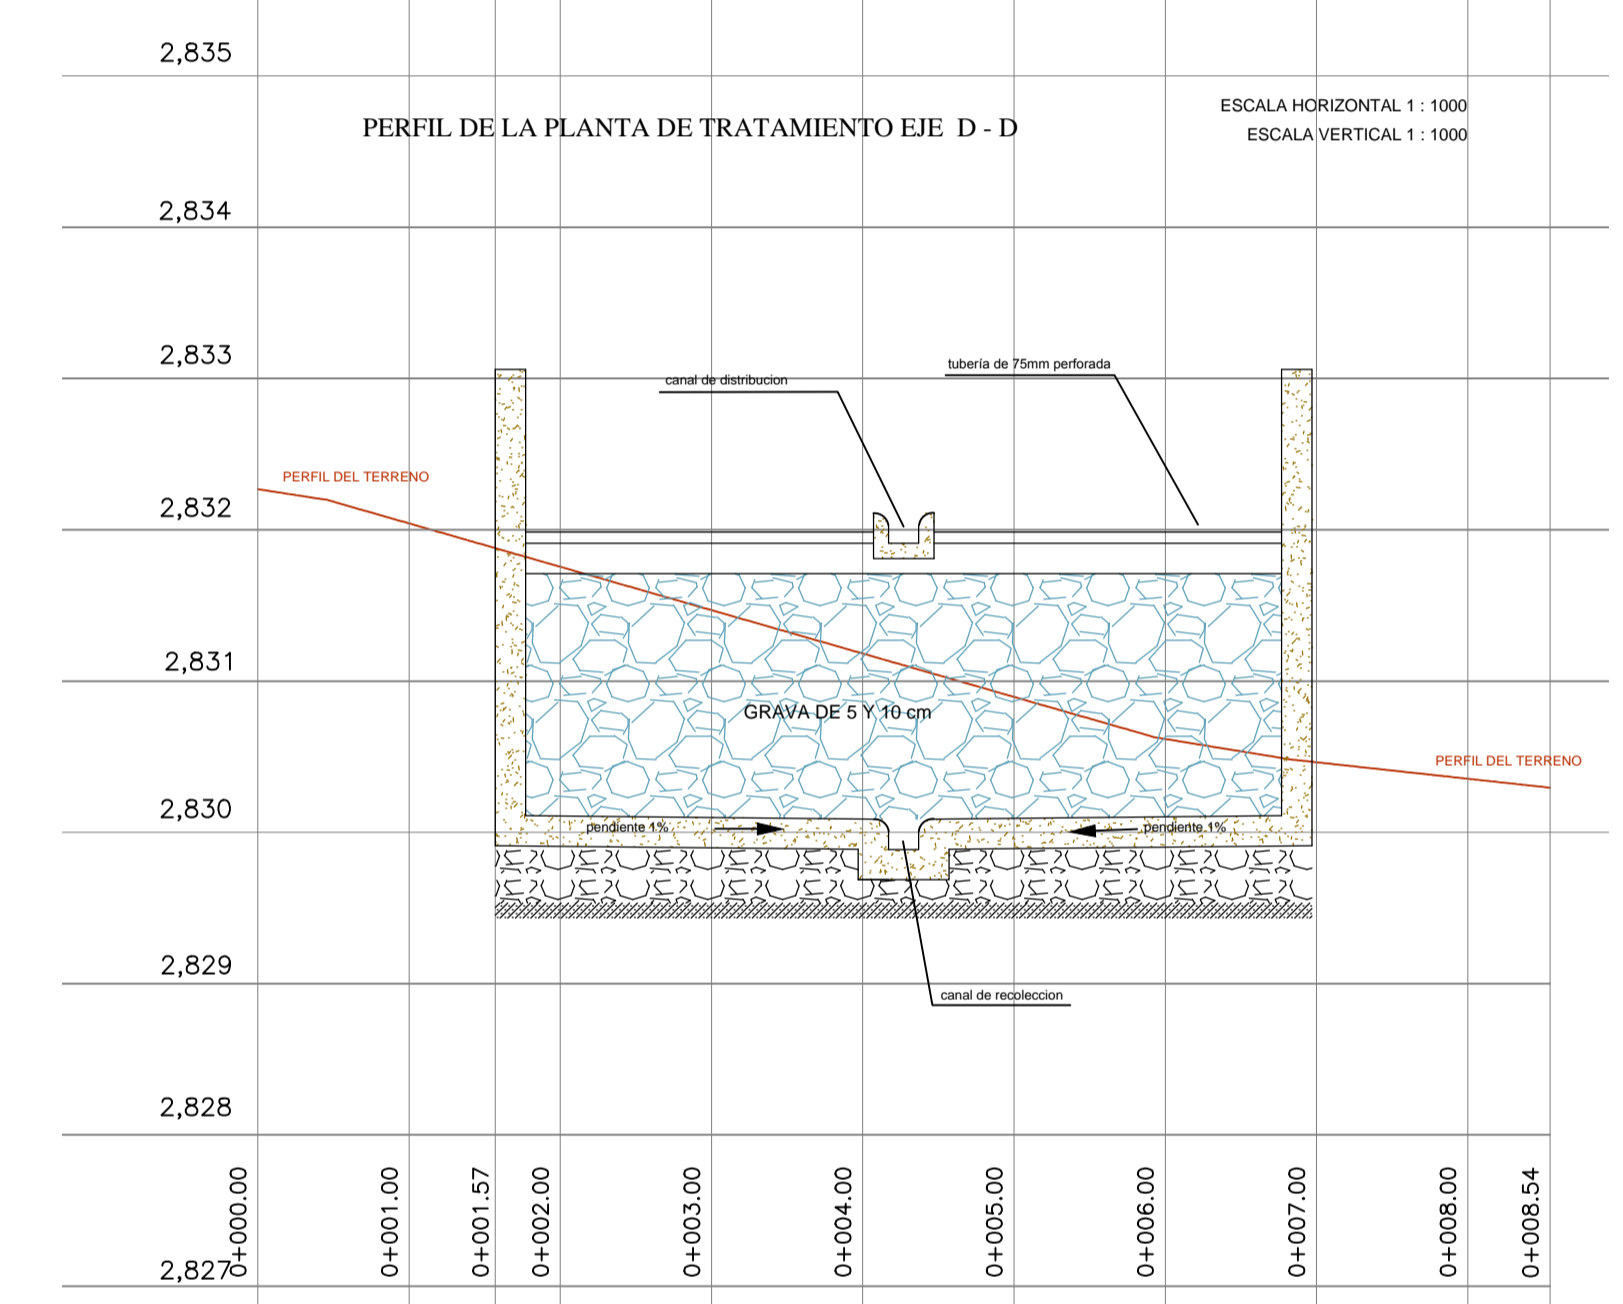 2,835
ESCALA HORIZONTAL 1 : 1000
PERFIL DE LA PLANTA DE TRATAMIENTO EJE D - D
ESCALA VERTICAL 1 : 1000
2,834
2,833
tubería de 75mm perforada
canal de distribucion
PERFIL DEL TERRENO
2,832
2,831
GRAVA DE 5 Y 10 cm
PERFIL DEL TERRENO
2,830
pendiente 1%
pendiente 1%
2,829
canal de recoleccion
2,828
2,827
0+000.00
0+001.00
0+001.57
0+002.00
0+003.00
0+004.00
0+005.00
0+006.00
0+007.00
0+008.00
0+008.54